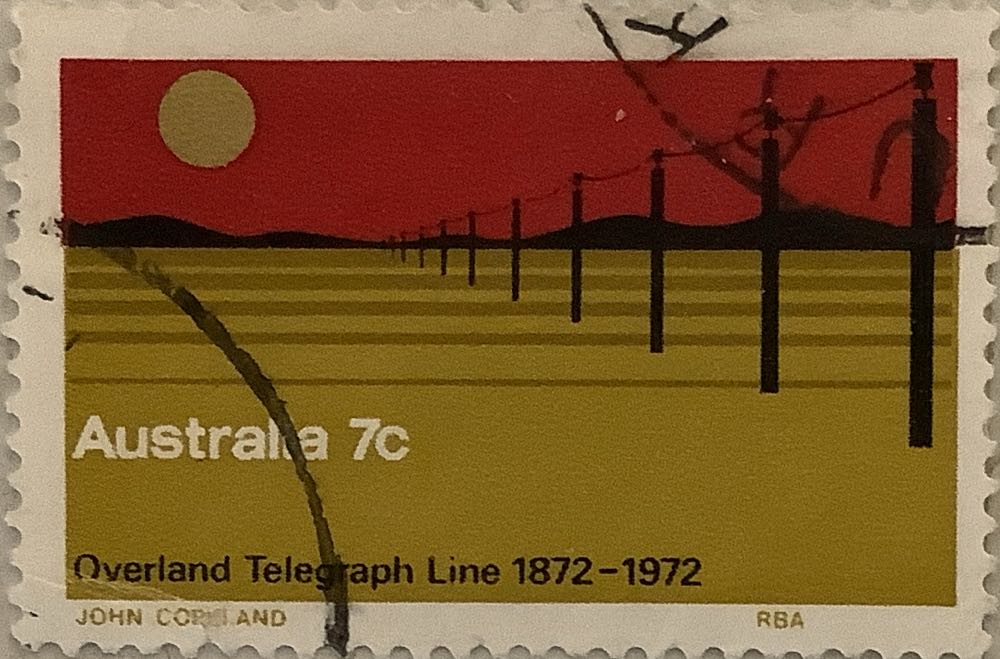 Australia 7c
Overland Telegraph Line 1872-1972
JOHN COPELAND
RBA